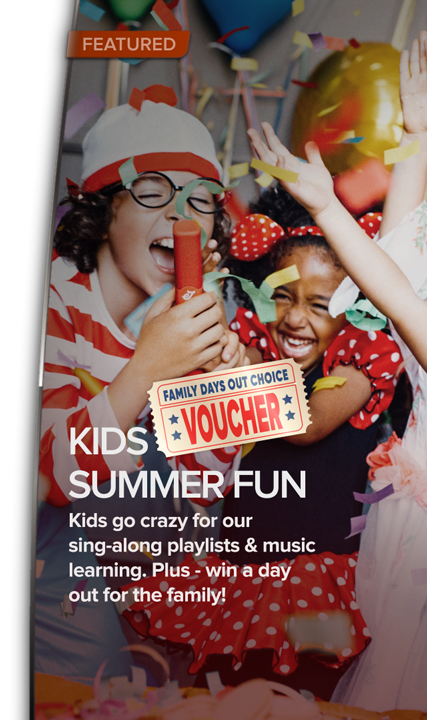 FEATURED
FAMILY DAYS OUT CHOICE
VOUCHER
KIDS
SUMMER FUN
Kids go crazy for our
sing-along playlists & music
learning. Plus - win a day
out for the family!